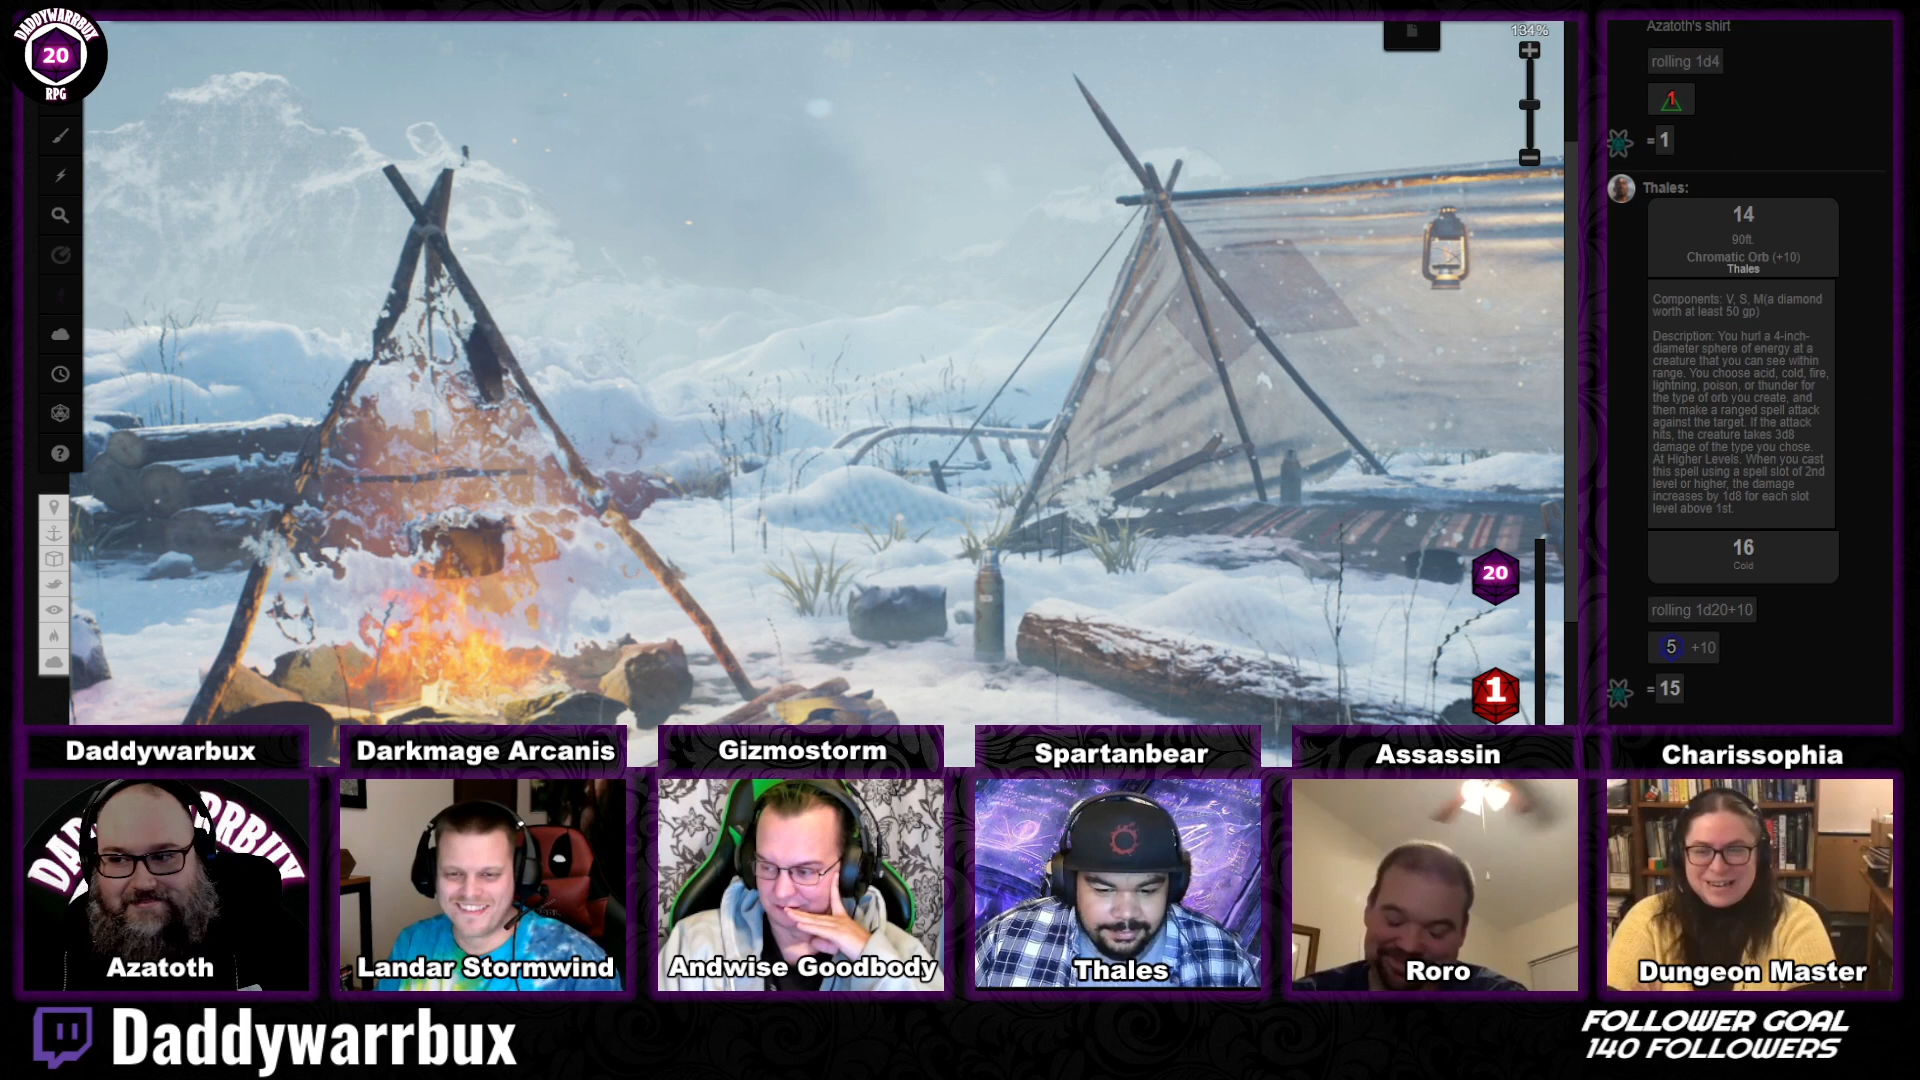 DADDYWARRBUX
20
RPG
134%
Azatoth's shirt
rolling 1d4
1
=1
Thales:
14
90ft.
Chromatic Orb (+10)
Thales
Components: V, S, M(a diamond
worth at least 50 gp)
Description: You hurl a 4-inch-
diameter sphere of energy at a
creature that you can see within
range. You choose acid, cold, fire,
lightning, poison, or thunder for
the type of orb you create, and
then make a ranged spell attack
against the target. If the attack
hits, the creature takes 3d8
damage of the type you chose.
At Higher Levels. When you cast
this spell using a spell slot of 2nd
level or higher, the damage
increases by 1d8 for each slot
level above 1st.
16
Cold
rolling 1d20+10
5 +10
=15
20
1
Daddywarbux
Darkmage Arcanis
Gizmostorm
Spartanbear
Assassin
Charissophia
Azatoth
Landar Stormwind
Andwise Goodbody
Thales
Roro
Dungeon Master
Daddywarrbux
FOLLOWER GOAL
140 FOLLOWERS